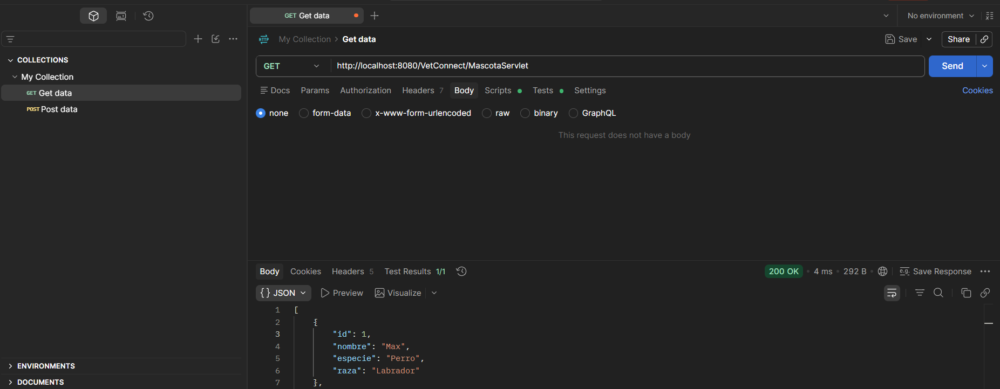 GET Get data
No environment
My Collection > Get data
Save
Share
COLLECTIONS
My Collection
GET Get data
POST Post data
GET
http://localhost:8080/VetConnect/MascotaServlet
Send
Docs Params Authorization Headers 7 Body Scripts Tests Settings
Cookies
none form-data x-www-form-urlencoded raw binary GraphQL
This request does not have a body
Body Cookies Headers 5 Test Results 1/1
200 OK • 4 ms • 292 B •
e.g. Save Response
{} JSON Preview Visualize
1 [
2 {
3 "id": 1,
4 "nombre": "Max",
5 "especie": "Perro",
6 "raza": "Labrador"
7 },
ENVIRONMENTS
DOCUMENTS